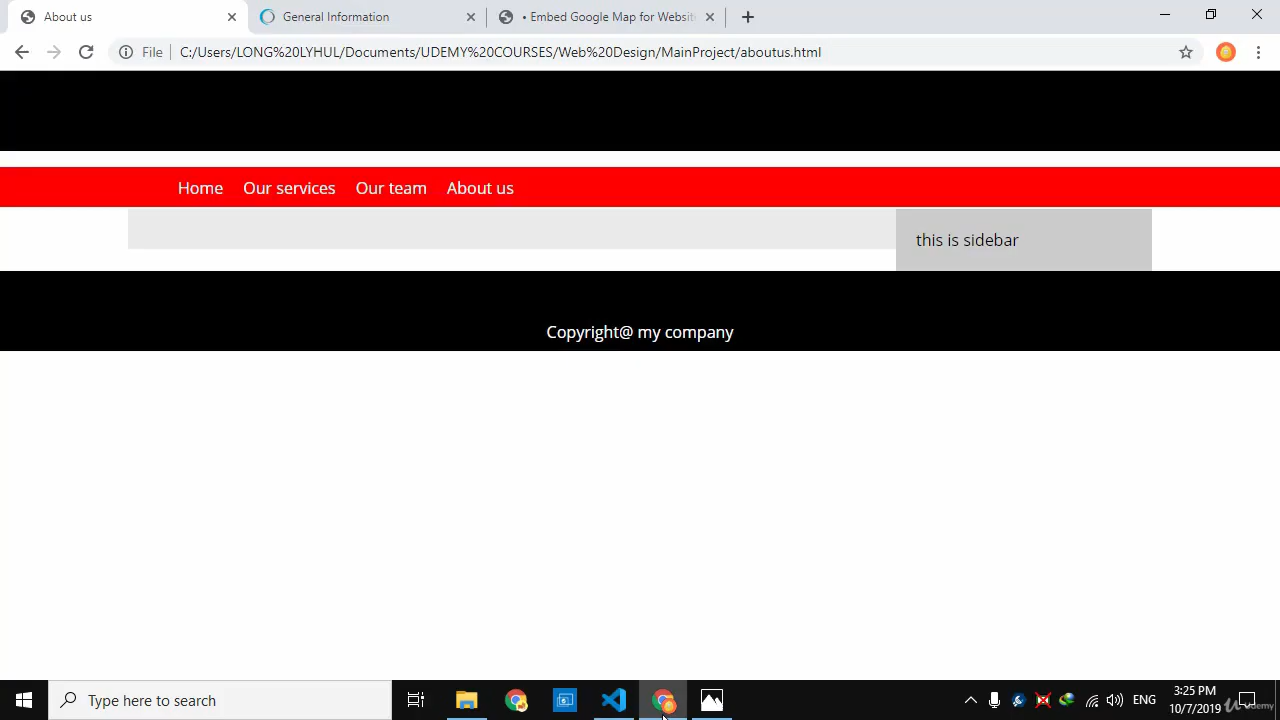 About us
General Information
• Embed Google Map for Websit
File
C:/Users/LONG%20LYHUL/Documents/UDEMY%20COURSES/Web%20Design/MainProject/aboutus.html
Home Our services Our team About us
this is sidebar
Copyright@ my company
Type here to search
ENG
3:25 PM
10/7/2019
Udemy